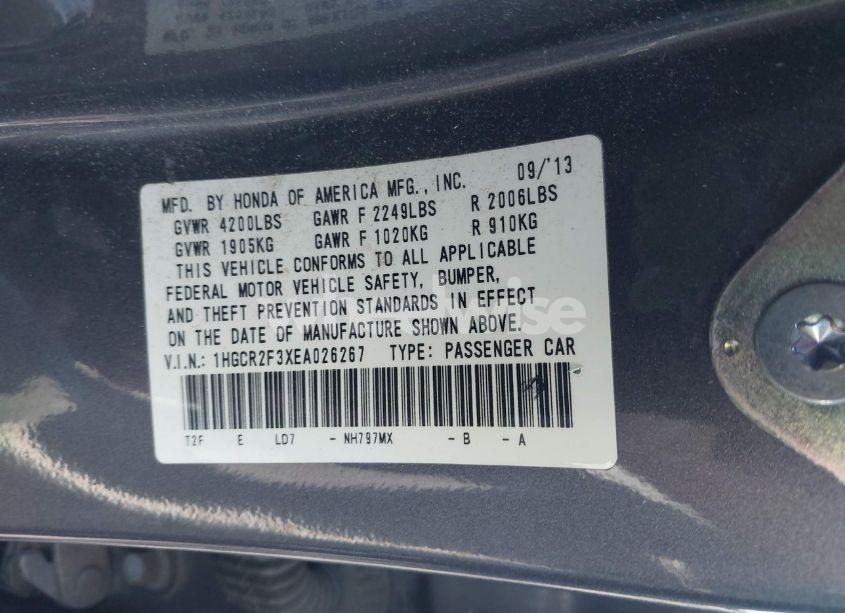 MFD. BY HONDA OF AMERICA MFG., INC. 09/'13
GVWR 4200LBS GAWR F 2249LBS R 2006LBS
GVWR 1905KG GAWR F 1020KG R 910KG
THIS VEHICLE CONFORMS TO ALL APPLICABLE
FEDERAL MOTOR VEHICLE SAFETY, BUMPER,
AND THEFT PREVENTION STANDARDS IN EFFECT
ON THE DATE OF MANUFACTURE SHOWN ABOVE.
V.I.N.: 1HGCR2F3XEA026267 TYPE: PASSENGER CAR
T2F E LD7 - NH797MX - B - A